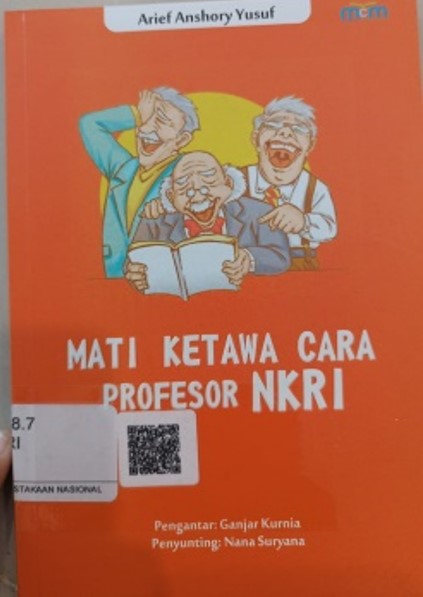 Arief Anshory Yusuf
mcm
MATI KETAWA CARA
PROFESOR NKRI
8.7
RI
STAKAAN NASIONAL
Pengantar: Ganjar Kurnia
Penyunting: Nana Suryana